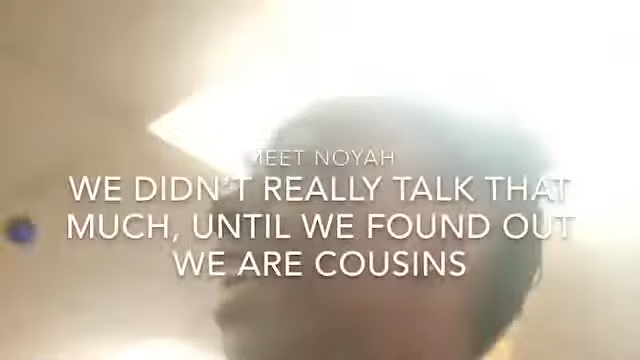 MEET NOYAH
WE DIDN'T REALLY TALK THAT
MUCH, UNTIL WE FOUND OUT
WE ARE COUSINS